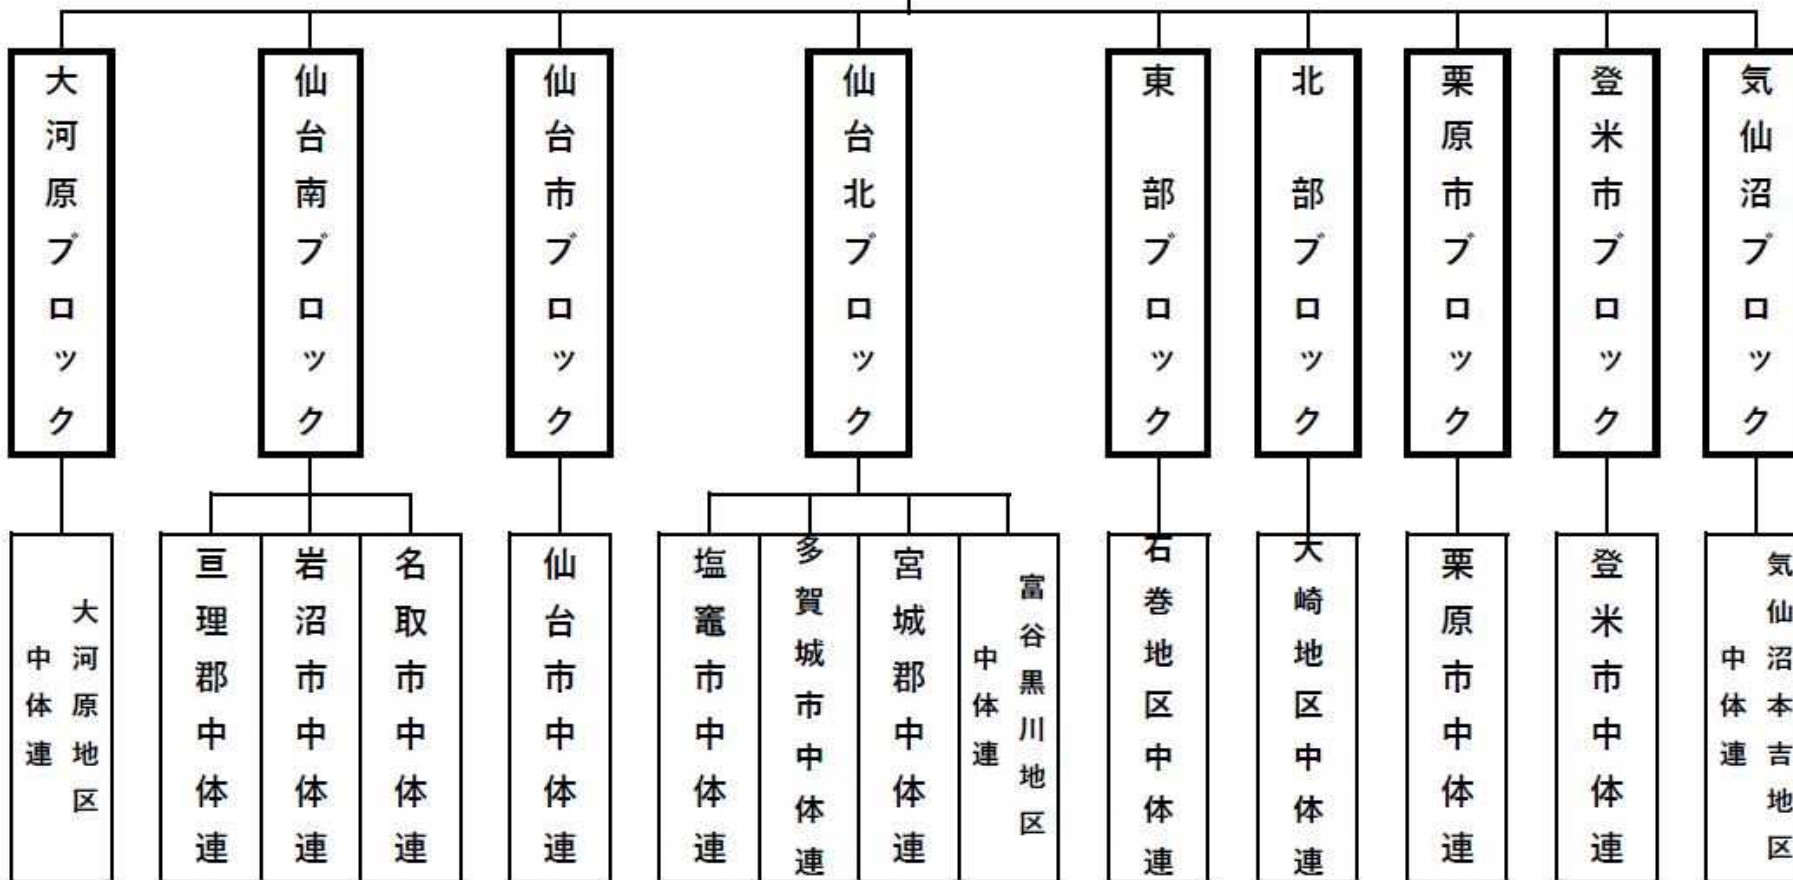 大河原ブロック
仙台南ブロック
仙台市ブロック
仙台北ブロック
東部ブロック
北部ブロック
栗原市ブロック
登米市ブロック
気仙沼ブロック
大河原地区
中体連
亘理郡中体連
岩沼市中体連
名取市中体連
仙台市中体連
塩竈市中体連
多賀城市中体連
宮城郡中体連
富谷黒川地区
中体連
石巻地区中体連
大崎地区中体連
栗原市中体連
登米市中体連
気仙沼本吉地区
中体連